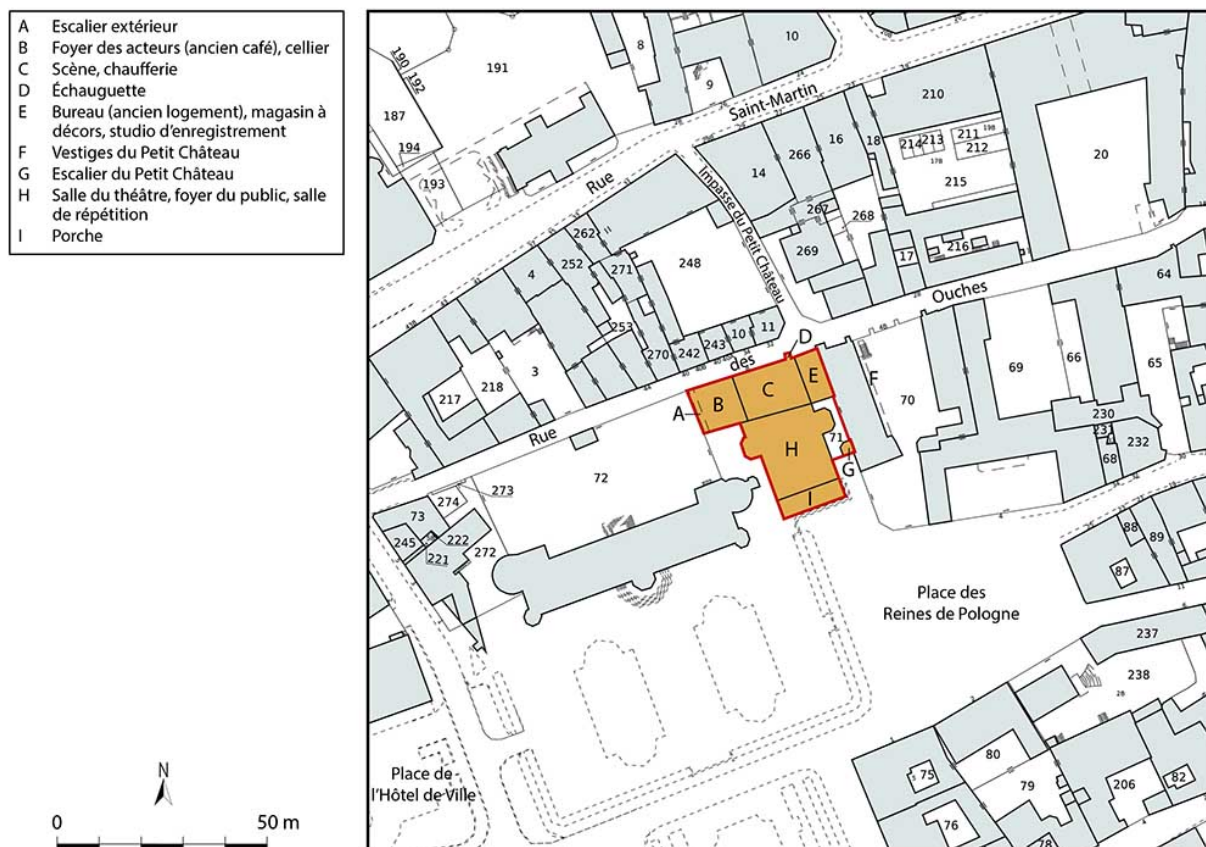 A Escalier extérieur
B Foyer des acteurs (ancien café), cellier
C Scène, chaufferie
D Échauguette
E Bureau (ancien logement), magasin à
décors, studio d'enregistrement
F Vestiges du Petit Château
G Escalier du Petit Château
H Salle du théâtre, foyer du public, salle
de répétition
I Porche
N
0 50 m
190
192
191
187
194
193
8
9
10
Rue Saint-Martin
Impasse du Petit Château
14
266
16
18
210
214
213
211
212
215
17B
19B
20
267
268
269
17
216
262
252
271
248
4
253
270
242
243
10
11
217
218
3
Rue des Ouches
64
A
B
C
D
E
F
G
H
I
70
71
69
66
65
230
231
232
68
72
273
274
73
245
222
221
272
Place des
Reines de Pologne
88
89
87
237
238
2B
80
79
75
76
78
206
82
Place de
l'Hôtel de Ville